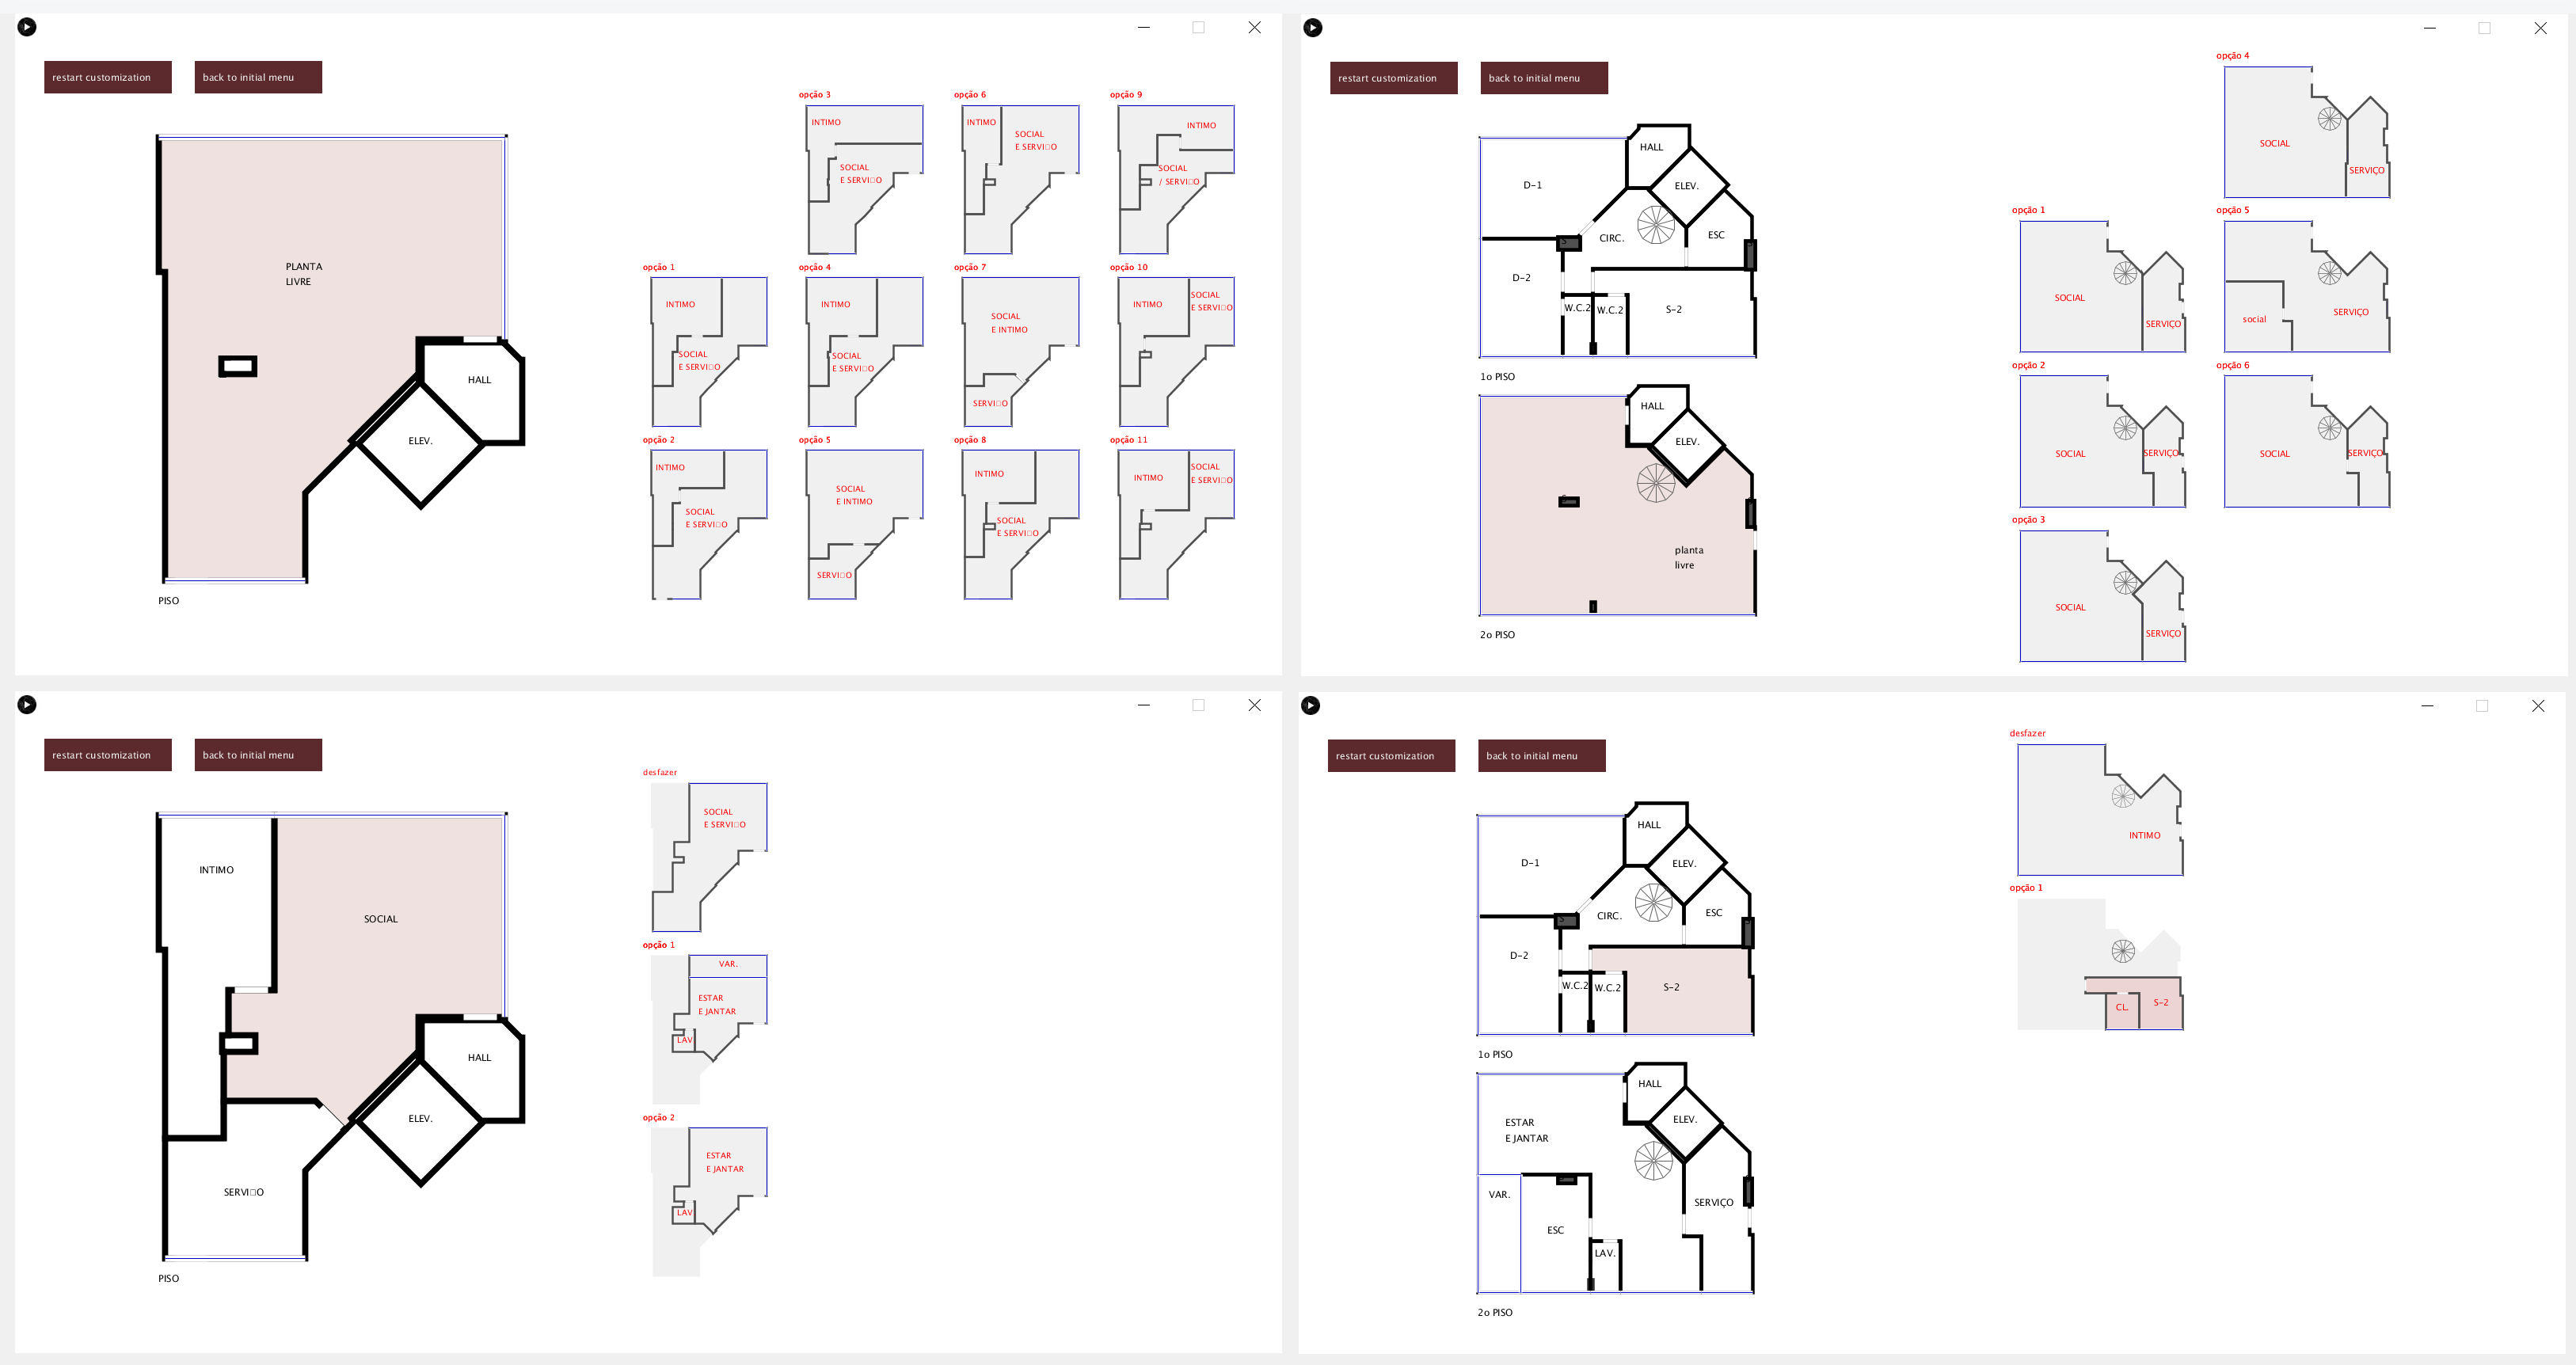 restart customization
back to initial menu
opção 3
opção 6
opção 9
INTIMO
SOCIAL
E SERVI□O
INTIMO
SOCIAL
E SERVI□O
INTIMO
SOCIAL
/ SERVI□O
PLANTA
LIVRE
HALL
ELEV.
PISO
opção 1
opção 4
opção 7
opção 10
INTIMO
SOCIAL
E SERVI□O
INTIMO
SOCIAL
E SERVI□O
SOCIAL
E INTIMO
SERVI□O
INTIMO
SOCIAL
E SERVI□O
opção 2
opção 5
opção 8
opção 11
INTIMO
SOCIAL
E SERVI□O
SOCIAL
E INTIMO
SERVI□O
INTIMO
SOCIAL
E SERVI□O
INTIMO
SOCIAL
E SERVI□O
restart customization
back to initial menu
HALL
D-1
ELEV.
CIRC.
ESC
D-2
W.C.2
W.C.2
S-2
1o PISO
HALL
ELEV.
planta
livre
2o PISO
opção 4
SOCIAL
SERVIÇO
opção 1
SOCIAL
SERVIÇO
opção 5
social
SERVIÇO
opção 2
SOCIAL
SERVIÇO
opção 6
SOCIAL
SERVIÇO
opção 3
SOCIAL
SERVIÇO
restart customization
back to initial menu
INTIMO
SOCIAL
HALL
ELEV.
SERVI□O
PISO
desfazer
SOCIAL
E SERVI□O
opção 1
VAR.
ESTAR
E JANTAR
LAV.
opção 2
ESTAR
E JANTAR
LAV.
restart customization
back to initial menu
HALL
D-1
ELEV.
CIRC.
ESC
D-2
W.C.2
W.C.2
S-2
1o PISO
HALL
ELEV.
ESTAR
E JANTAR
VAR.
SERVIÇO
ESC
LAV.
2o PISO
desfazer
INTIMO
opção 1
CL.
S-2